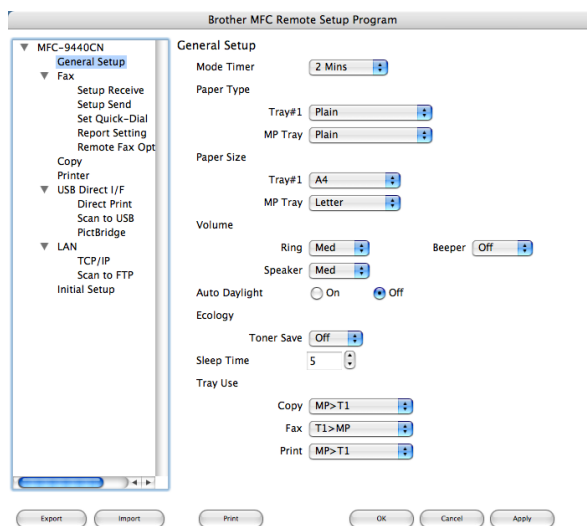 Brother MFC Remote Setup Program
MFC-9440CN
General Setup
Fax
Setup Receive
Setup Send
Set Quick-Dial
Report Setting
Remote Fax Opt
Copy
Printer
USB Direct I/F
Direct Print
Scan to USB
PictBridge
LAN
TCP/IP
Scan to FTP
Initial Setup
General Setup
Mode Timer 2 Mins
Paper Type
Tray#1 Plain
MP Tray Plain
Paper Size
Tray#1 A4
MP Tray Letter
Volume
Ring Med Beeper Off
Speaker Med
Auto Daylight On Off
Ecology
Toner Save Off
Sleep Time 5
Tray Use
Copy MP>T1
Fax T1>MP
Print MP>T1
Export Import Print OK Cancel Apply